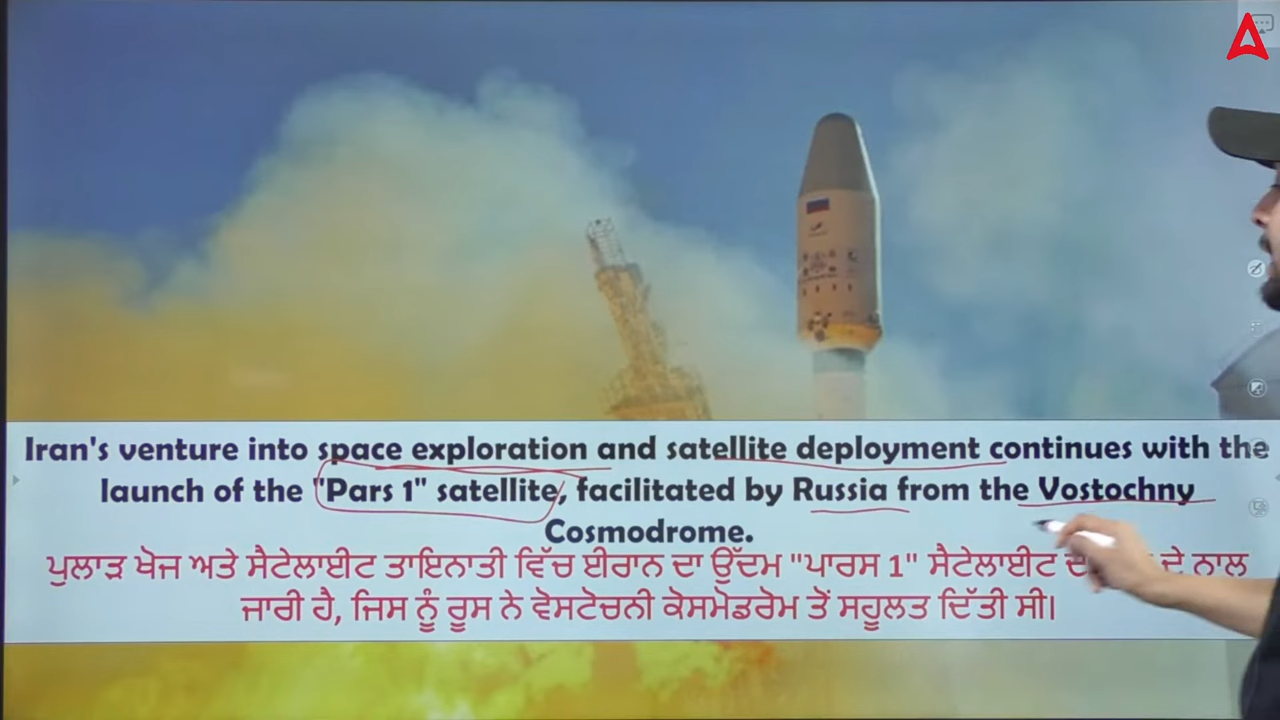 Iran's venture into space exploration and satellite deployment continues with the
launch of the "Pars 1" satellite, facilitated by Russia from the Vostochny
Cosmodrome.
ਪੁਲਾੜ ਖੋਜ ਅਤੇ ਸੈਟੇਲਾਈਟ ਤਾਇਨਾਤੀ ਵਿੱਚ ਈਰਾਨ ਦਾ ਉੱਦਮ "ਪਾਰਸ 1" ਸੈਟੇਲਾਈਟ ਦੇ ਨਾਲ
ਜਾਰੀ ਹੈ, ਜਿਸ ਨੂੰ ਰੂਸ ਨੇ ਵੋਸਟੋਚਨੀ ਕੋਸਮੋਡਰੋਮ ਤੋਂ ਸਹੂਲਤ ਦਿੱਤੀ ਸੀ।